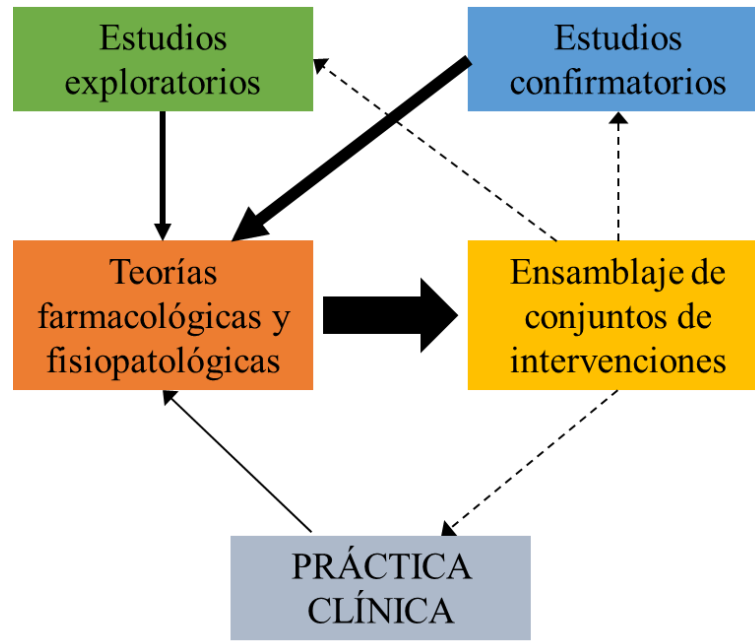 Estudios
exploratorios
Estudios
confirmatorios
Teorías
farmacológicas y
fisiopatológicas
Ensamblaje de
conjuntos de
intervenciones
PRÁCTICA
CLÍNICA